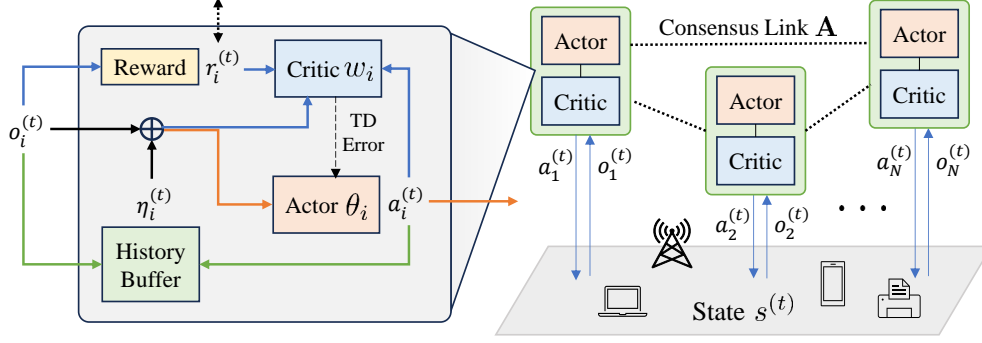 Reward
r_i^{(t)}
Critic w_i
o_i^{(t)}
TD
Error
η_i^{(t)}
Actor θ_i
a_i^{(t)}
History
Buffer
Actor
Critic
Consensus Link A
Actor
Critic
Actor
Critic
a_1^{(t)}
o_1^{(t)}
a_2^{(t)}
o_2^{(t)}
a_N^{(t)}
o_N^{(t)}
· · ·
State s^{(t)}